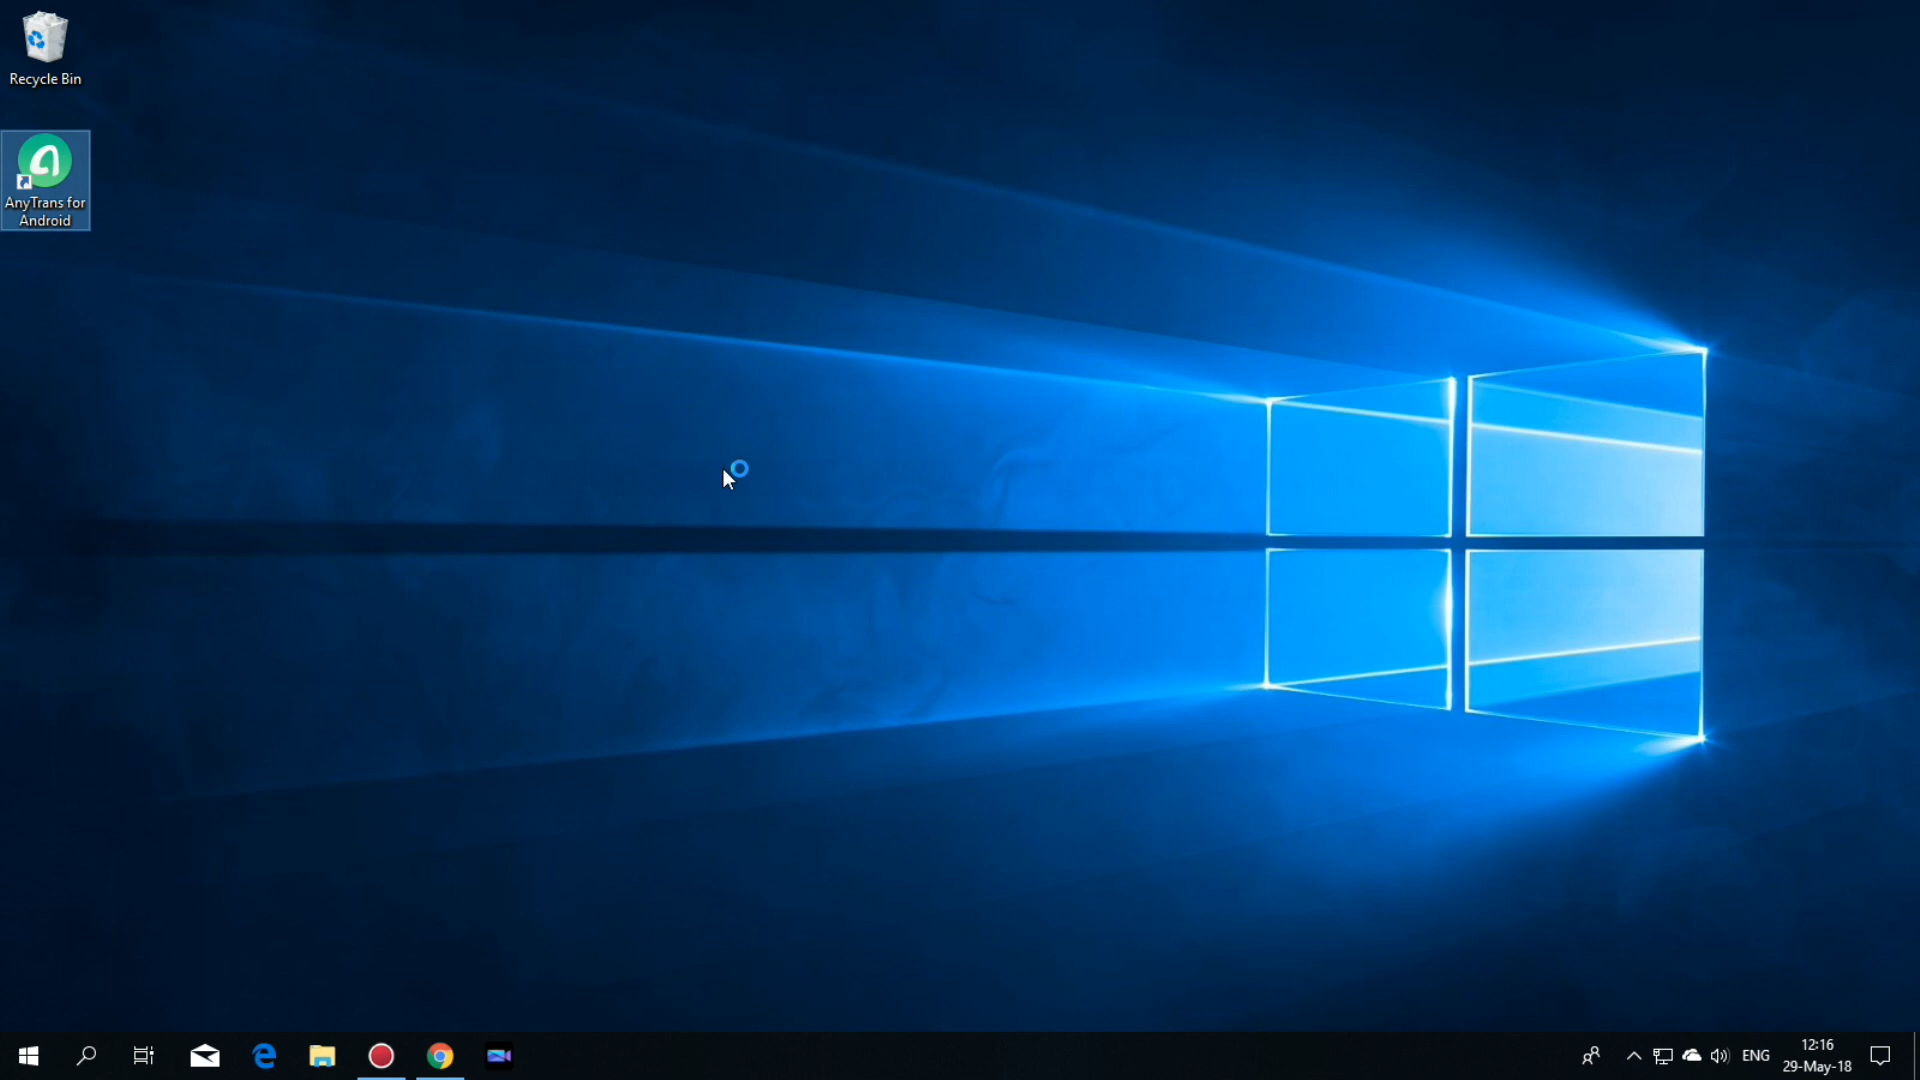 Recycle Bin
AnyTrans for
Android
ENG
12:16
29-May-18